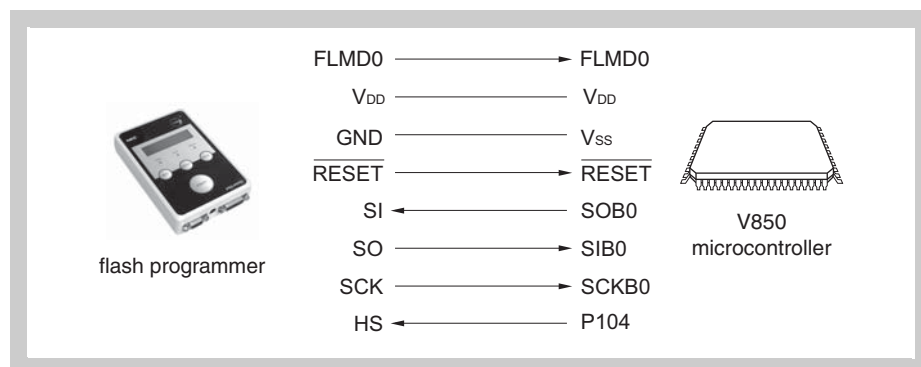 FLMD0 FLMD0
VDD VDD
GND VSS
RESET RESET
SI SOB0
SO SIB0
SCK SCKB0
HS P104
flash programmer
V850
microcontroller